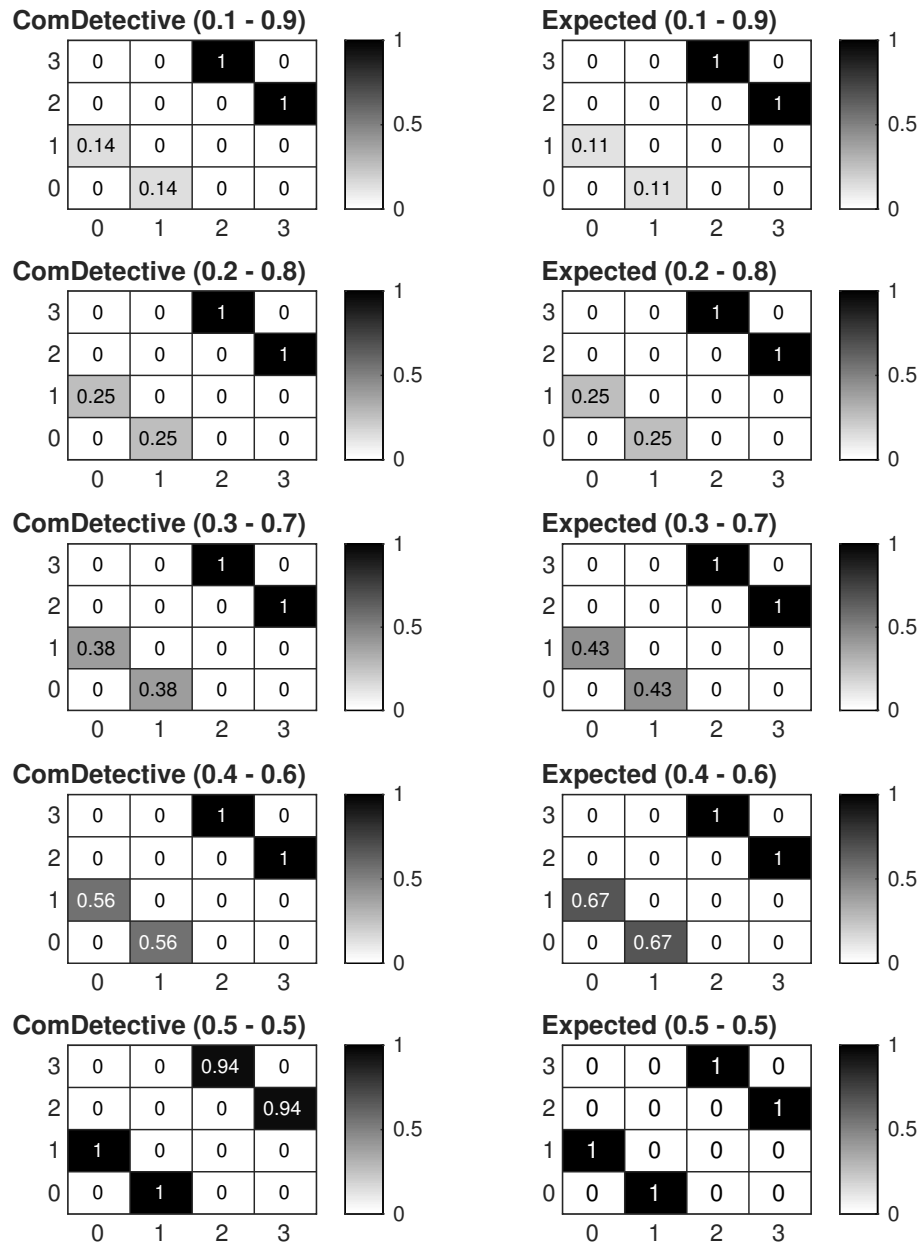 ComDetective (0.1 - 0.9) Expected (0.1 - 0.9)
3 0 0 1 0 1 3 0 0 1 0 1
2 0 0 0 1 0.5 2 0 0 0 1 0.5
1 0.14 0 0 0 1 0.11 0 0 0
0 0 0.14 0 0 0 0 0 0.11 0 0 0
0 1 2 3 0 1 2 3
ComDetective (0.2 - 0.8) Expected (0.2 - 0.8)
3 0 0 1 0 1 3 0 0 1 0 1
2 0 0 0 1 0.5 2 0 0 0 1 0.5
1 0.25 0 0 0 1 0.25 0 0 0
0 0 0.25 0 0 0 0 0 0.25 0 0 0
0 1 2 3 0 1 2 3
ComDetective (0.3 - 0.7) Expected (0.3 - 0.7)
3 0 0 1 0 1 3 0 0 1 0 1
2 0 0 0 1 0.5 2 0 0 0 1 0.5
1 0.38 0 0 0 1 0.43 0 0 0
0 0 0.38 0 0 0 0 0 0.43 0 0 0
0 1 2 3 0 1 2 3
ComDetective (0.4 - 0.6) Expected (0.4 - 0.6)
3 0 0 1 0 1 3 0 0 1 0 1
2 0 0 0 1 0.5 2 0 0 0 1 0.5
1 0.56 0 0 0 1 0.67 0 0 0
0 0 0.56 0 0 0 0 0 0.67 0 0 0
0 1 2 3 0 1 2 3
ComDetective (0.5 - 0.5) Expected (0.5 - 0.5)
3 0 0 0.94 0 1 3 0 0 1 0 1
2 0 0 0 0.94 0.5 2 0 0 0 1 0.5
1 1 0 0 0 1 1 0 0 0
0 0 1 0 0 0 0 0 1 0 0 0
0 1 2 3 0 1 2 3